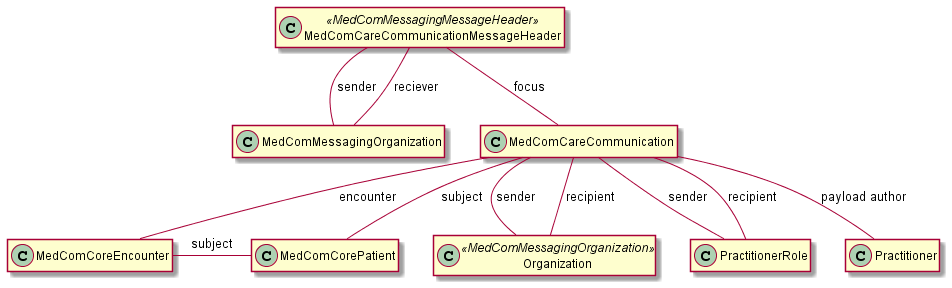 C
«MedComMessagingMessageHeader»
MedComCareCommunicationMessageHeader
sender
reciever
focus
C MedComMessagingOrganization
C MedComCareCommunication
encounter
subject
sender
recipient
sender
recipient
payload author
C MedComCoreEncounter
subject
C MedComCorePatient
C
«MedComMessagingOrganization»
Organization
C PractitionerRole
C Practitioner